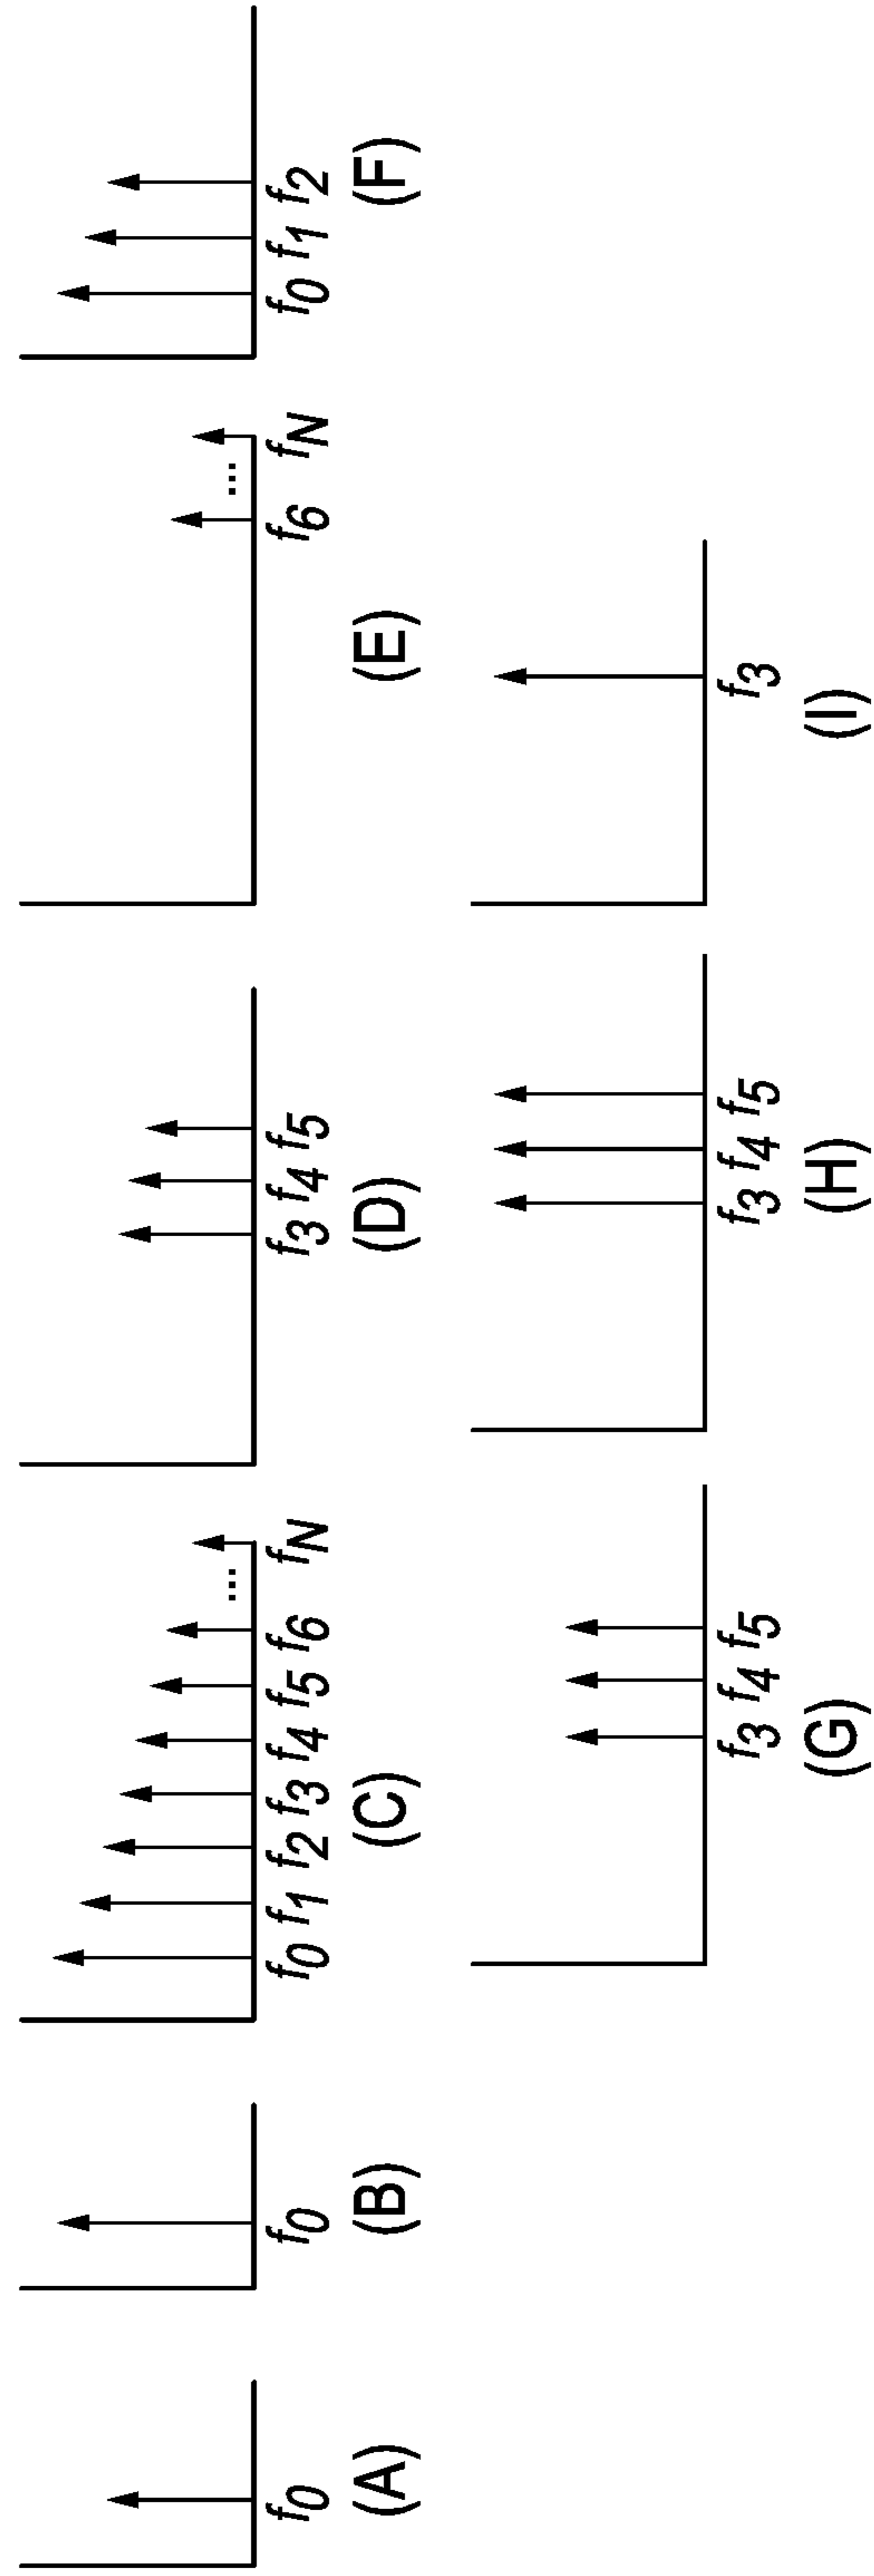 f0
(A)
f0
(B)
f0 f1 f2 f3 f4 f5 f6 ... fN
(C)
f3 f4 f5
(D)
f6 ... fN
(E)
f0 f1 f2
(F)
f3 f4 f5
(G)
f3 f4 f5
(H)
f3
(I)